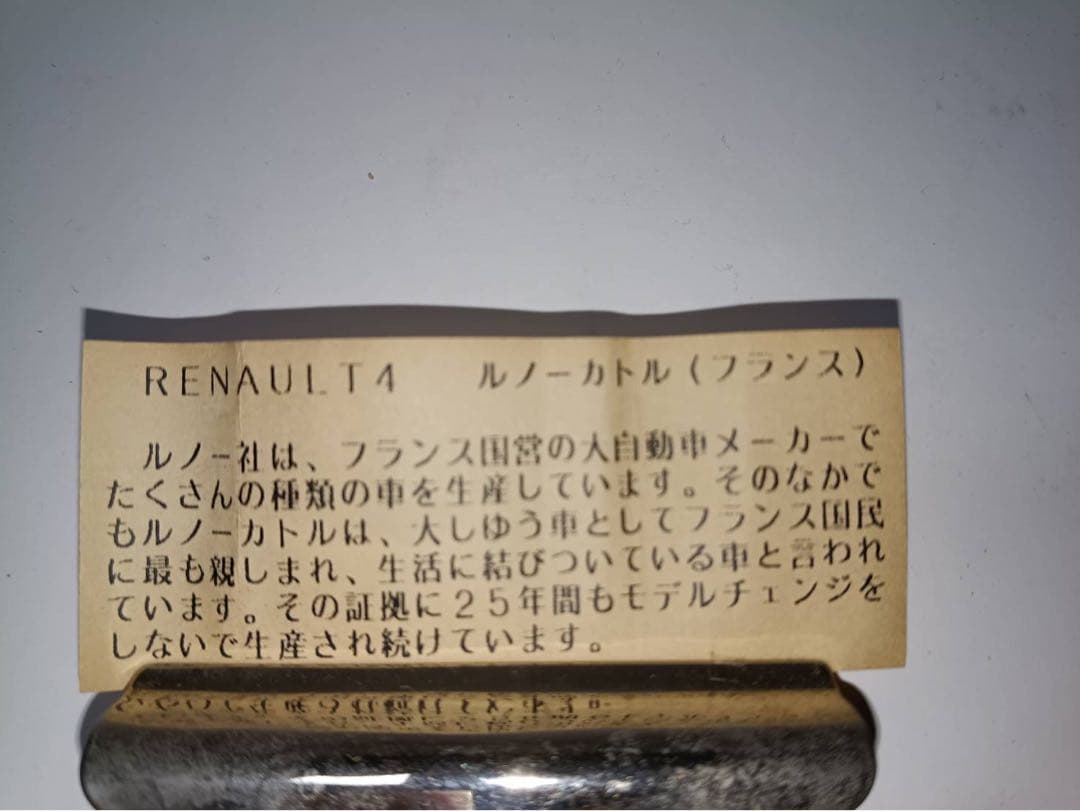 RENAULT4 ルノーカトル(フランス)
ルノー社は、フランス国営の大自動車メーカーで
たくさんの種類の車を生産しています。そのなかで
もルノーカトルは、大しゆう車としてフランス国民
に最も親しまれ、生活に結びついている車と言われ
ています。その証拠に25年間もモデルチェンジを
しないで生産され続けています。